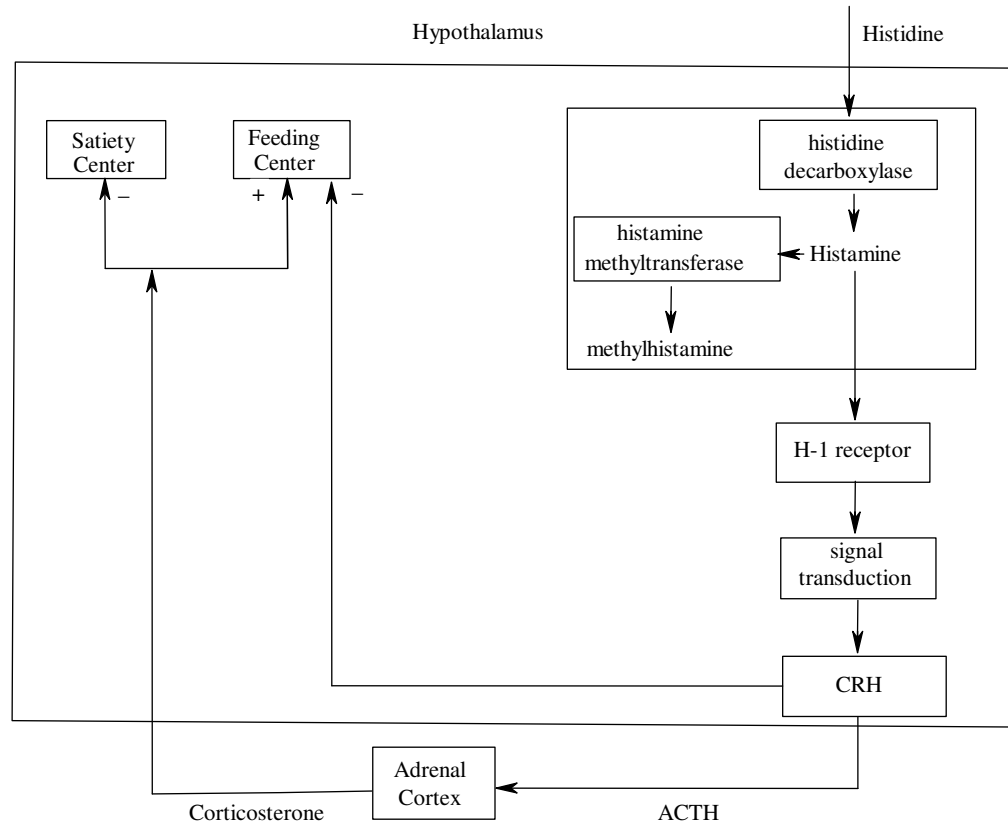 Hypothalamus
Histidine
Satiety
Center
Feeding
Center
–
+
–
histidine
decarboxylase
histamine
methyltransferase
Histamine
methylhistamine
H-1 receptor
signal
transduction
CRH
Adrenal
Cortex
Corticosterone
ACTH